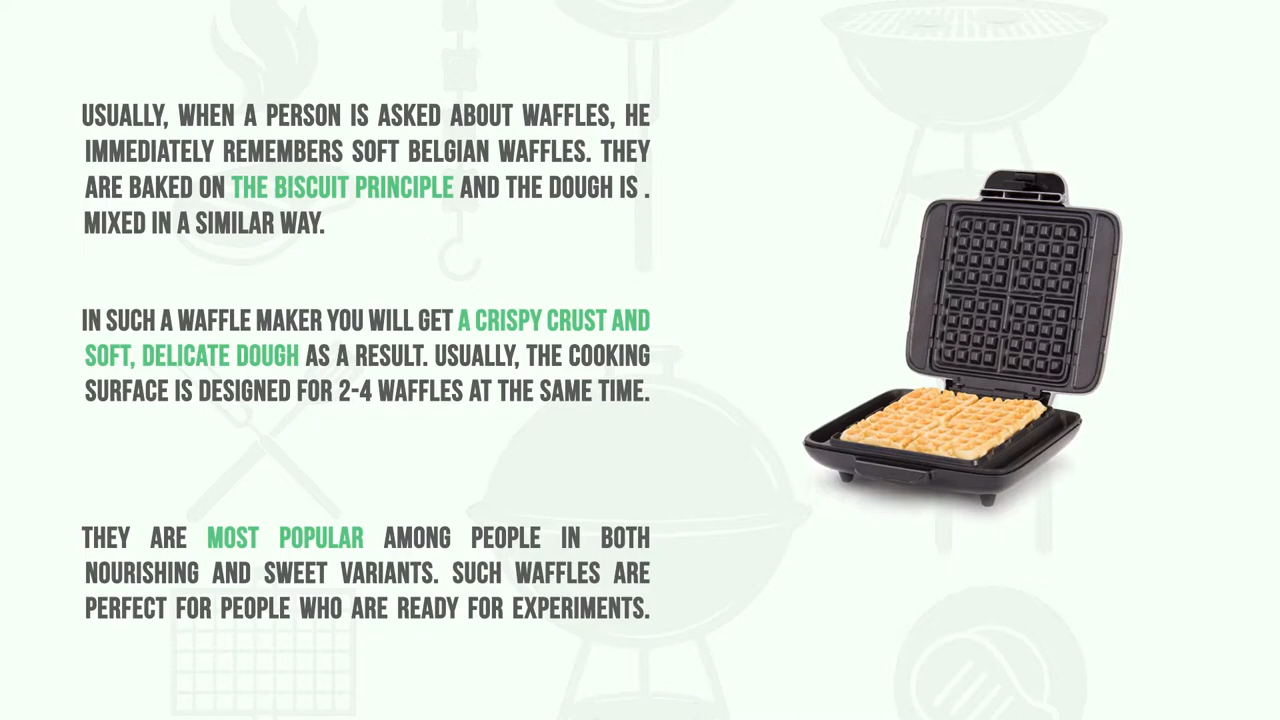 USUALLY, WHEN A PERSON IS ASKED ABOUT WAFFLES, HE
IMMEDIATELY REMEMBERS SOFT BELGIAN WAFFLES. THEY
ARE BAKED ON THE BISCUIT PRINCIPLE AND THE DOUGH IS .
MIXED IN A SIMILAR WAY.
IN SUCH A WAFFLE MAKER YOU WILL GET A CRISPY CRUST AND
SOFT, DELICATE DOUGH AS A RESULT. USUALLY, THE COOKING
SURFACE IS DESIGNED FOR 2-4 WAFFLES AT THE SAME TIME.
THEY ARE MOST POPULAR AMONG PEOPLE IN BOTH
NOURISHING AND SWEET VARIANTS. SUCH WAFFLES ARE
PERFECT FOR PEOPLE WHO ARE READY FOR EXPERIMENTS.